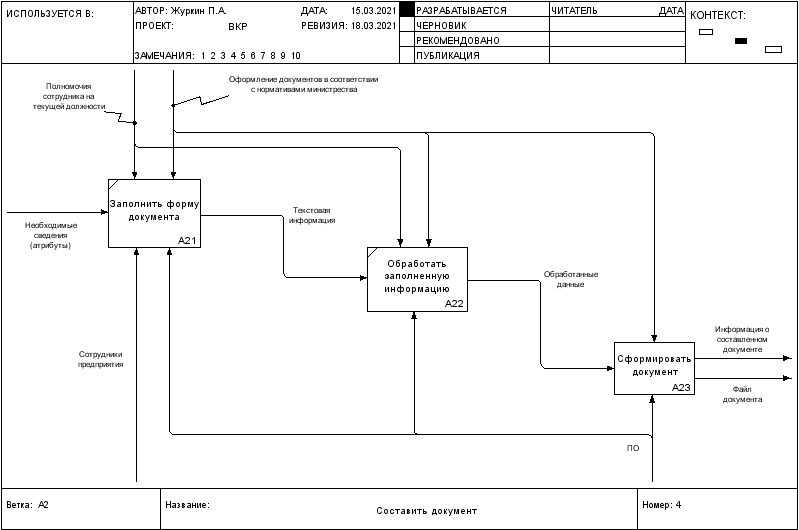 ИСПОЛЬЗУЕТСЯ В:
АВТОР: Журкин П.А.
ДАТА: 15.03.2021
ПРОЕКТ: ВКР
РЕВИЗИЯ: 18.03.2021
ЗАМЕЧАНИЯ: 1 2 3 4 5 6 7 8 9 10
РАЗРАБАТЫВАЕТСЯ
ЧЕРНОВИК
РЕКОМЕНДОВАНО
ПУБЛИКАЦИЯ
ЧИТАТЕЛЬ ДАТА
КОНТЕКСТ:
Полномочия
сотрудника на
текущей должности
Оформление документов в соответствии
с нормативами министрества
Заполнить форму
документа
A21
Необходимые
сведения
(атрибуты)
Текстовая
информация
Обработать
заполненную
информацию
A22
Обработанные
данные
Сформировать
документ
A23
Информация о
составленном
документе
Файл
документа
Сотрудники
предприятия
ПО
Ветка: A2
Название:
Составить документ
Номер: 4